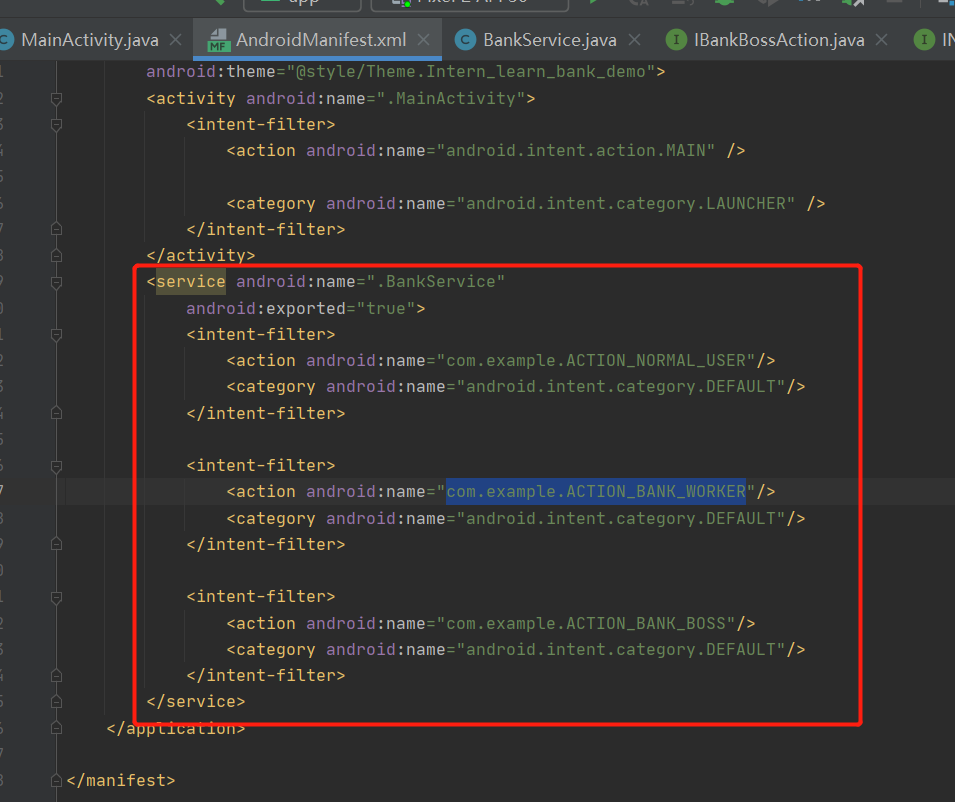 app
MainActivity.java
AndroidManifest.xml
BankService.java
IBankBossAction.java
android:theme="@style/Theme.Intern_learn_bank_demo">
<activity android:name=".MainActivity">
<intent-filter>
<action android:name="android.intent.action.MAIN" />
<category android:name="android.intent.category.LAUNCHER" />
</intent-filter>
</activity>
<service android:name=".BankService"
android:exported="true">
<intent-filter>
<action android:name="com.example.ACTION_NORMAL_USER"/>
<category android:name="android.intent.category.DEFAULT"/>
</intent-filter>
<intent-filter>
<action android:name="com.example.ACTION_BANK_WORKER"/>
<category android:name="android.intent.category.DEFAULT"/>
</intent-filter>
<intent-filter>
<action android:name="com.example.ACTION_BANK_BOSS"/>
<category android:name="android.intent.category.DEFAULT"/>
</intent-filter>
</service>
</application>
</manifest>